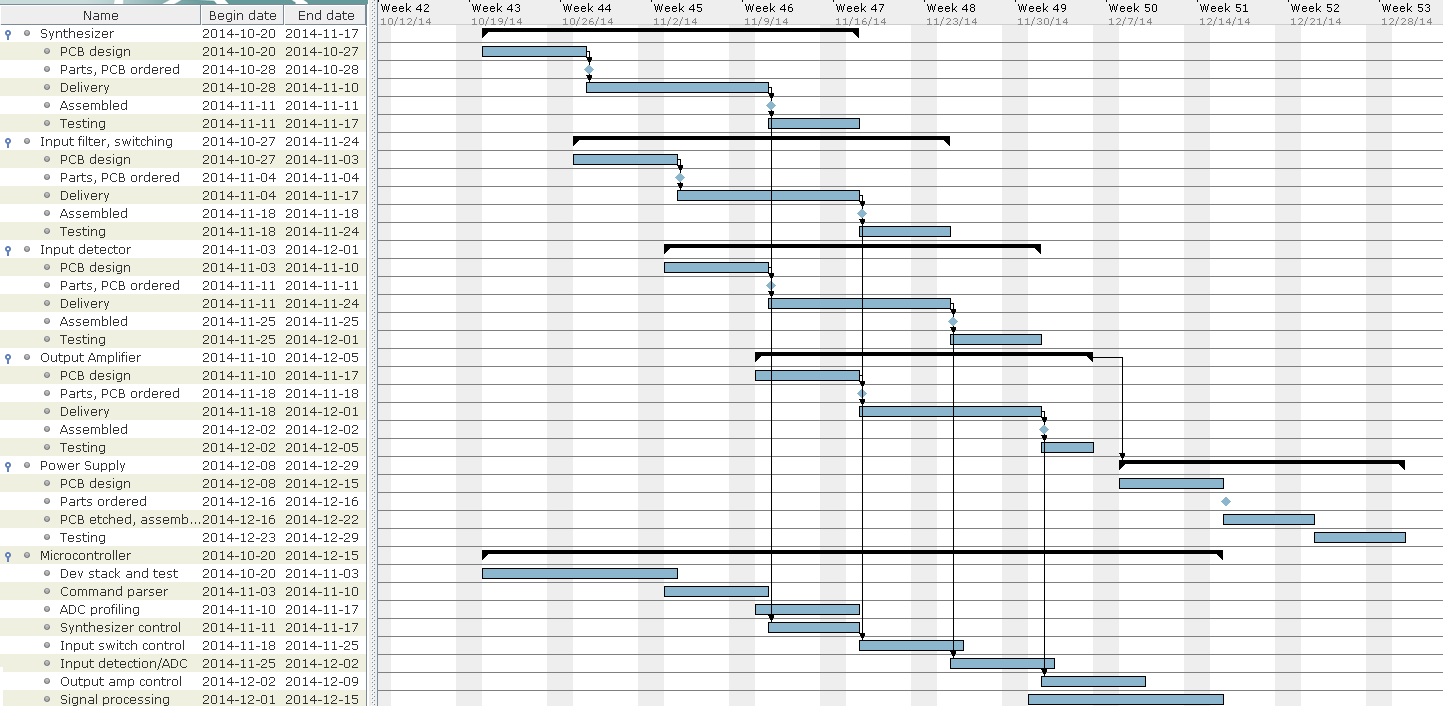 Name Begin date End date
Week 42 Week 43 Week 44 Week 45 Week 46 Week 47 Week 48 Week 49 Week 50 Week 51 Week 52 Week 53
10/12/14 10/19/14 10/26/14 11/2/14 11/9/14 11/16/14 11/23/14 11/30/14 12/7/14 12/14/14 12/21/14 12/28/14
Synthesizer 2014-10-20 2014-11-17
PCB design 2014-10-20 2014-10-27
Parts, PCB ordered 2014-10-28 2014-10-28
Delivery 2014-10-28 2014-11-10
Assembled 2014-11-11 2014-11-11
Testing 2014-11-11 2014-11-17
Input filter, switching 2014-10-27 2014-11-24
PCB design 2014-10-27 2014-11-03
Parts, PCB ordered 2014-11-04 2014-11-04
Delivery 2014-11-04 2014-11-17
Assembled 2014-11-18 2014-11-18
Testing 2014-11-18 2014-11-24
Input detector 2014-11-03 2014-12-01
PCB design 2014-11-03 2014-11-10
Parts, PCB ordered 2014-11-11 2014-11-11
Delivery 2014-11-11 2014-11-24
Assembled 2014-11-25 2014-11-25
Testing 2014-11-25 2014-12-01
Output Amplifier 2014-11-10 2014-12-05
PCB design 2014-11-10 2014-11-17
Parts, PCB ordered 2014-11-18 2014-11-18
Delivery 2014-11-18 2014-12-01
Assembled 2014-12-02 2014-12-02
Testing 2014-12-02 2014-12-05
Power Supply 2014-12-08 2014-12-29
PCB design 2014-12-08 2014-12-15
Parts ordered 2014-12-16 2014-12-16
PCB etched, assemb... 2014-12-16 2014-12-22
Testing 2014-12-23 2014-12-29
Microcontroller 2014-10-20 2014-12-15
Dev stack and test 2014-10-20 2014-11-03
Command parser 2014-11-03 2014-11-10
ADC profiling 2014-11-10 2014-11-17
Synthesizer control 2014-11-11 2014-11-17
Input switch control 2014-11-18 2014-11-25
Input detection/ADC 2014-11-25 2014-12-02
Output amp control 2014-12-02 2014-12-09
Signal processing 2014-12-01 2014-12-15